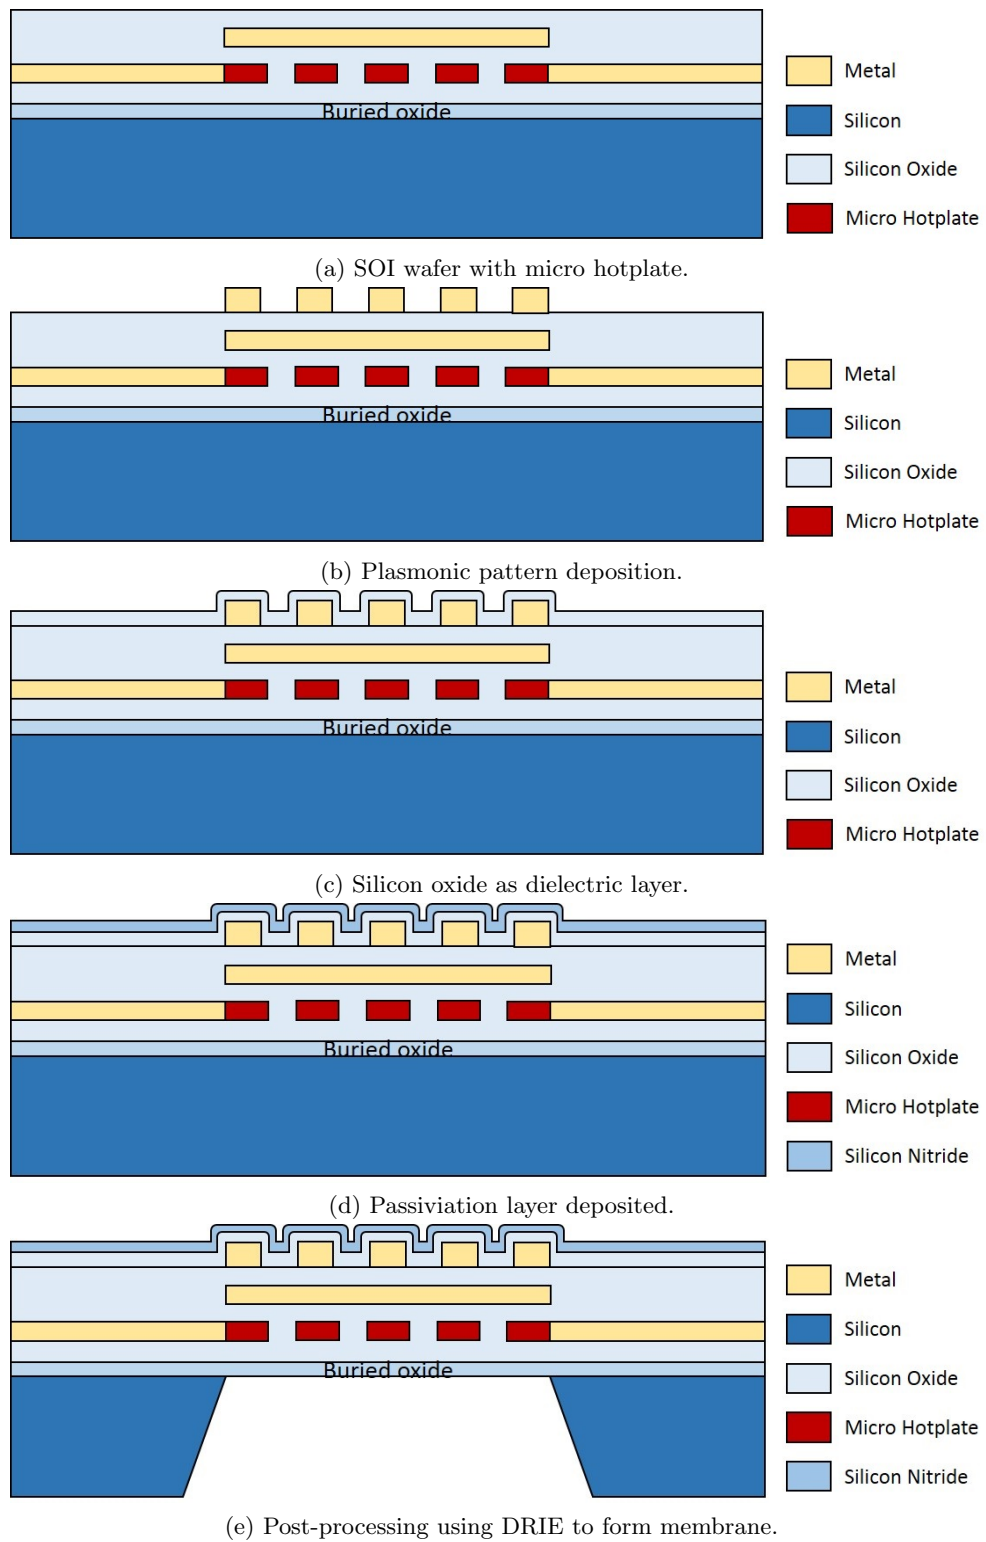 Buried oxide
Metal
Silicon
Silicon Oxide
Micro Hotplate
(a) SOI wafer with micro hotplate.
Buried oxide
Metal
Silicon
Silicon Oxide
Micro Hotplate
(b) Plasmonic pattern deposition.
Buried oxide
Metal
Silicon
Silicon Oxide
Micro Hotplate
(c) Silicon oxide as dielectric layer.
Buried oxide
Metal
Silicon
Silicon Oxide
Micro Hotplate
Silicon Nitride
(d) Passiviation layer deposited.
Buried oxide
Metal
Silicon
Silicon Oxide
Micro Hotplate
Silicon Nitride
(e) Post-processing using DRIE to form membrane.